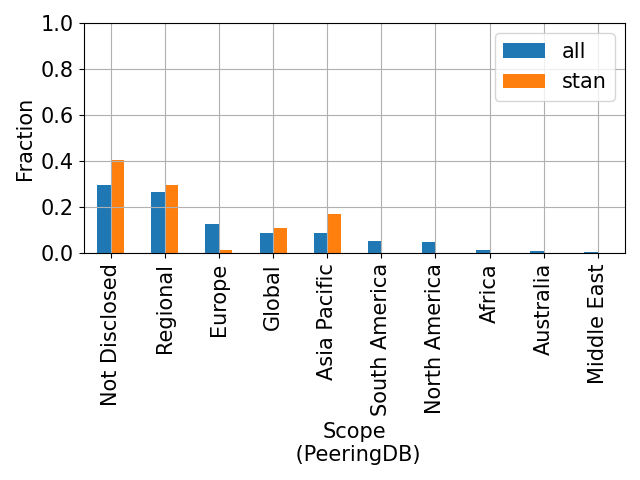 1.0
0.8
0.6
0.4
0.2
0.0
Fraction
all
stan
Not Disclosed
Regional
Europe
Global
Asia Pacific
South America
North America
Africa
Australia
Middle East
Scope
(PeeringDB)